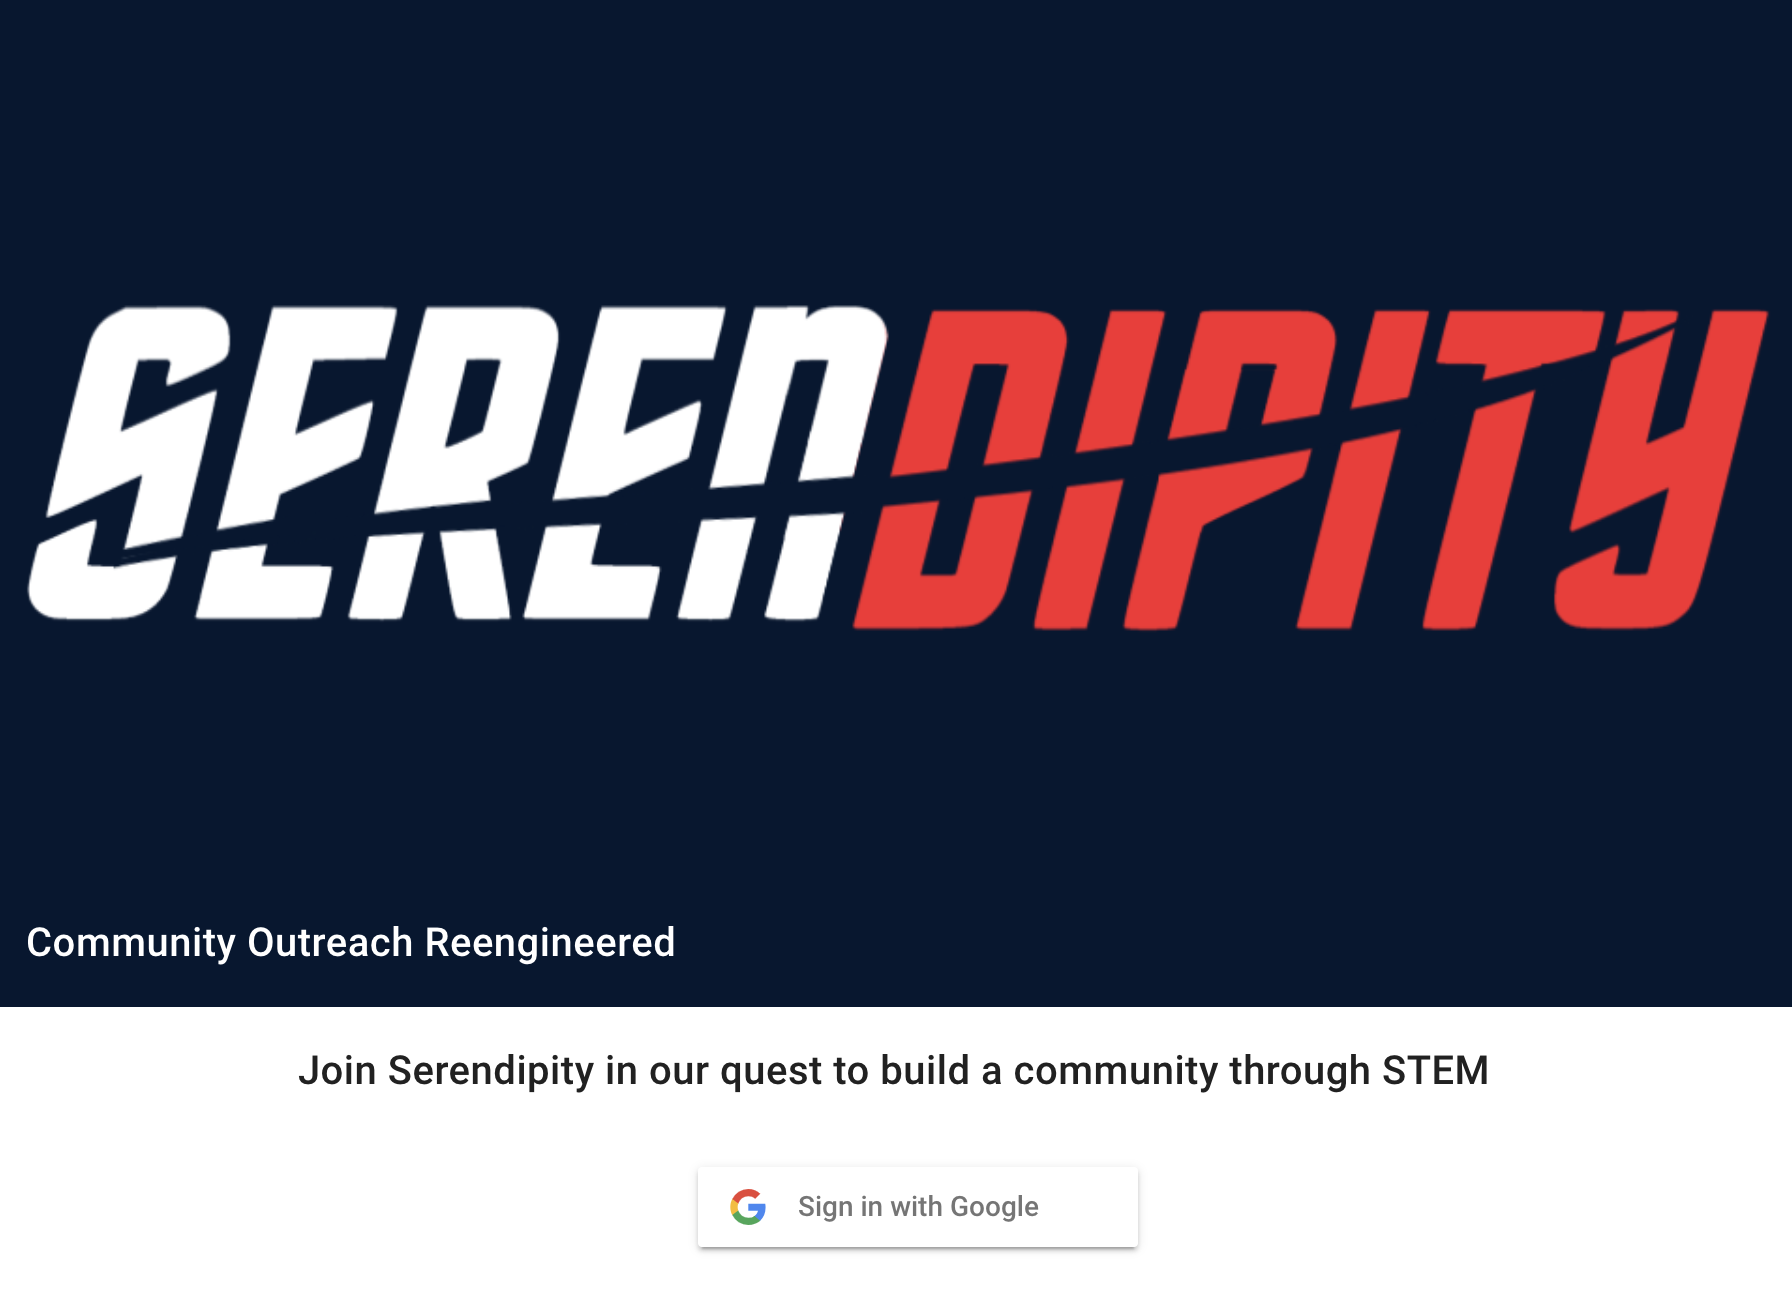 SERENDIPITY
Community Outreach Reengineered
Join Serendipity in our quest to build a community through STEM
Sign in with Google